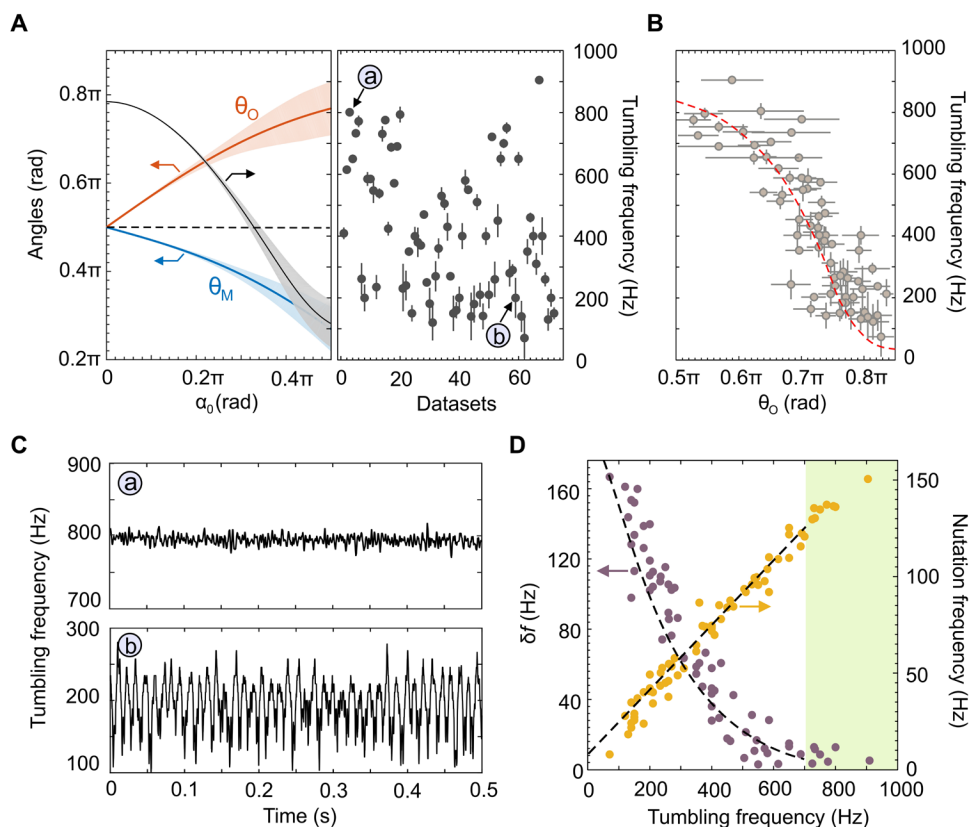 A
Angles (rad)
0.8π
0.6π
0.4π
0.2π
θO
θM
0
0.2π
0.4π
α0(rad)
a
b
0
20
40
60
Datasets
1000
800
600
400
200
0
Tumbling frequency (Hz)
B
1000
800
600
400
200
0
Tumbling frequency (Hz)
0.5π
0.6π
0.7π
0.8π
θO (rad)
C
Tumbling frequency (Hz)
a
900
800
700
b
300
200
100
0
0.1
0.2
0.3
0.4
0.5
Time (s)
D
δf (Hz)
160
120
80
40
0
150
100
50
0
Nutation frequency (Hz)
0
200
400
600
800
1000
Tumbling frequency (Hz)